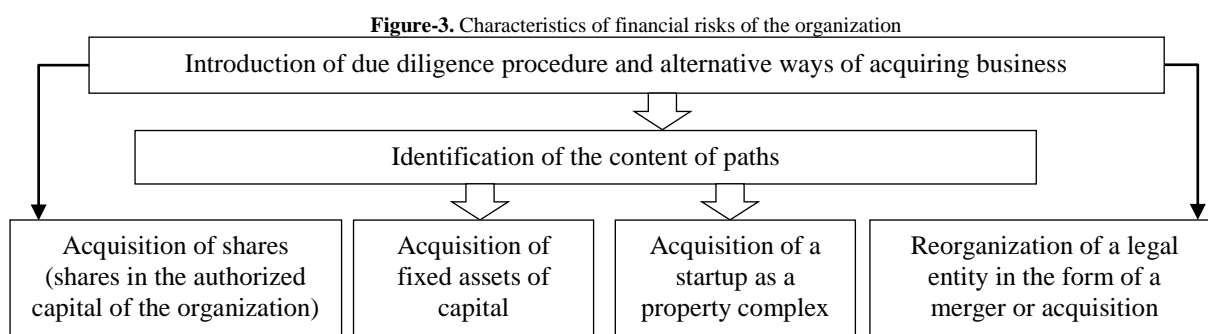 Figure-3. Characteristics of financial risks of the organization
Introduction of due diligence procedure and alternative ways of acquiring business
Identification of the content of paths
Acquisition of shares
(shares in the authorized
capital of the organization)
Acquisition of
fixed assets of
capital
Acquisition of a
startup as a
property complex
Reorganization of a legal
entity in the form of a
merger or acquisition